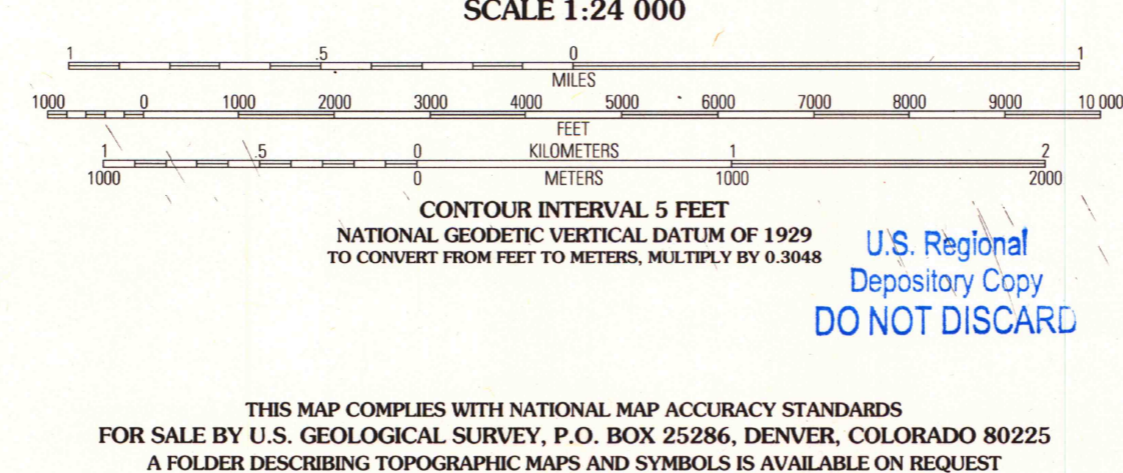 SCALE 1:24 000
1 .5 0 1
MILES
1000 0 1000 2000 3000 4000 5000 6000 7000 8000 9000 10 000
FEET
1 .5 0 KILOMETERS 1 2
1000 0 METERS 1000 2000
CONTOUR INTERVAL 5 FEET
NATIONAL GEODETIC VERTICAL DATUM OF 1929
TO CONVERT FROM FEET TO METERS, MULTIPLY BY 0.3048
U.S. Regional
Depository Copy
DO NOT DISCARD
THIS MAP COMPLIES WITH NATIONAL MAP ACCURACY STANDARDS
FOR SALE BY U.S. GEOLOGICAL SURVEY, P.O. BOX 25286, DENVER, COLORADO 80225
A FOLDER DESCRIBING TOPOGRAPHIC MAPS AND SYMBOLS IS AVAILABLE ON REQUEST